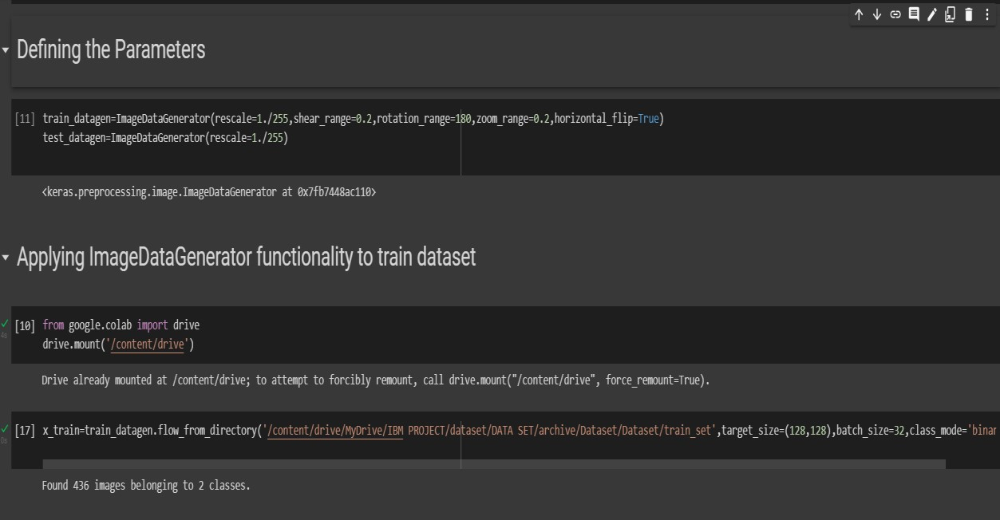 Defining the Parameters
[11] train_datagen=ImageDataGenerator(rescale=1./255,shear_range=0.2,rotation_range=180,zoom_range=0.2,horizontal_flip=True)
test_datagen=ImageDataGenerator(rescale=1./255)
<keras.preprocessing.image.ImageDataGenerator at 0x7fb7448ac110>
Applying ImageDataGenerator functionality to train dataset
[10] from google.colab import drive
4s
drive.mount('/content/drive')
Drive already mounted at /content/drive; to attempt to forcibly remount, call drive.mount("/content/drive", force_remount=True).
[17] x_train=train_datagen.flow_from_directory('/content/drive/MyDrive/IBM PROJECT/dataset/DATA SET/archive/Dataset/Dataset/train_set',target_size=(128,128),batch_size=32,class_mode='binar
0s
Found 436 images belonging to 2 classes.